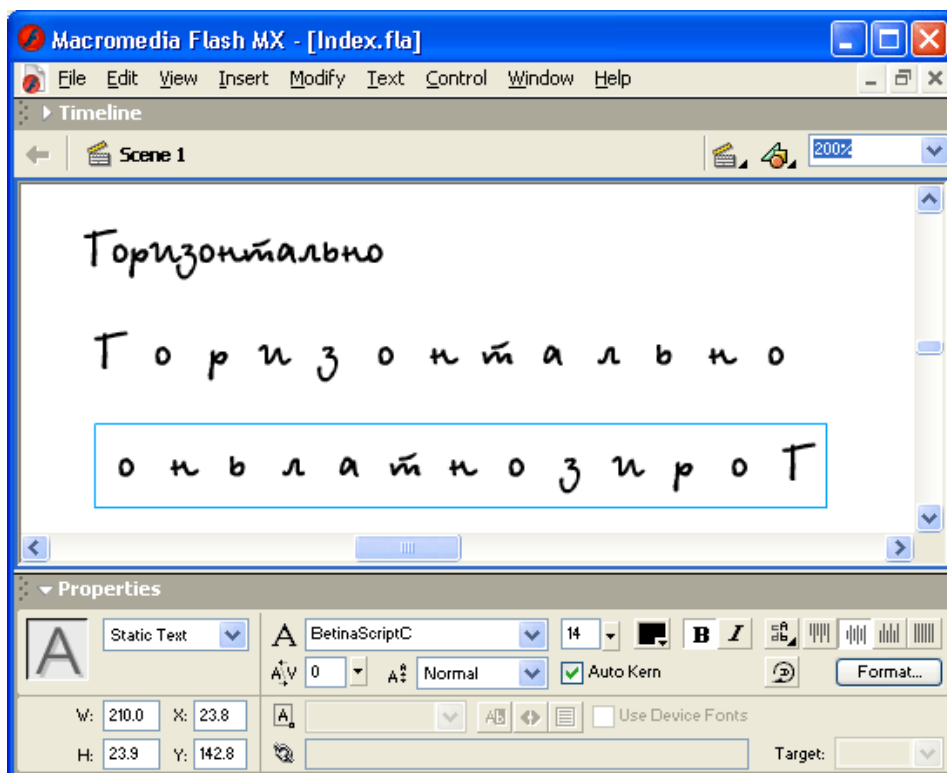 Macromedia Flash MX - [Index.fla]
File Edit View Insert Modify Text Control Window Help
Timeline
Scene 1 200%
Горизонтально
Г о р и з о н т а л ь н о
о н ь л а т н о з и р о Г
Properties
Static Text A BetinaScriptC 14 B I
A V 0 Normal Auto Kern Format...
W: 210.0 X: 23.8 Use Device Fonts
H: 23.9 Y: 142.8 Target: